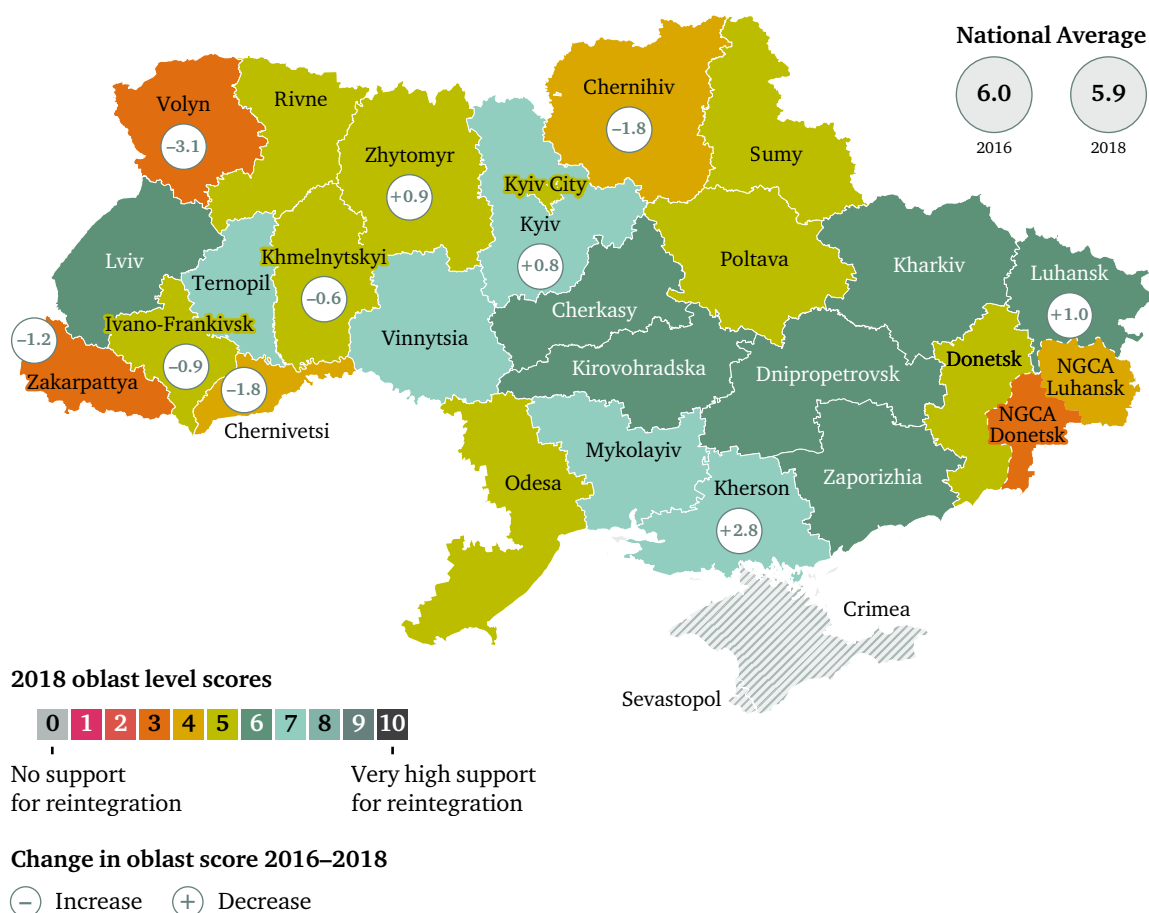 National Average
6.0
5.9
2016
2018
Volyn
−3.1
Rivne
Zhytomyr
+0.9
Chernihiv
−1.8
Sumy
Kyiv City
Kyiv
+0.8
Lviv
Ternopil
Khmelnytskyi
−0.6
Poltava
Kharkiv
Luhansk
+1.0
Cherkasy
Vinnytsia
Ivano-Frankivsk
−0.9
−1.2
Zakarpattya
−1.8
Chernivetsi
Kirovohradska
Dnipropetrovsk
Donetsk
NGCA
Luhansk
NGCA
Donetsk
Mykolayiv
Odesa
Kherson
+2.8
Zaporizhia
Crimea
Sevastopol
2018 oblast level scores
0 1 2 3 4 5 6 7 8 9 10
No support
for reintegration
Very high support
for reintegration
Change in oblast score 2016–2018
− Increase + Decrease